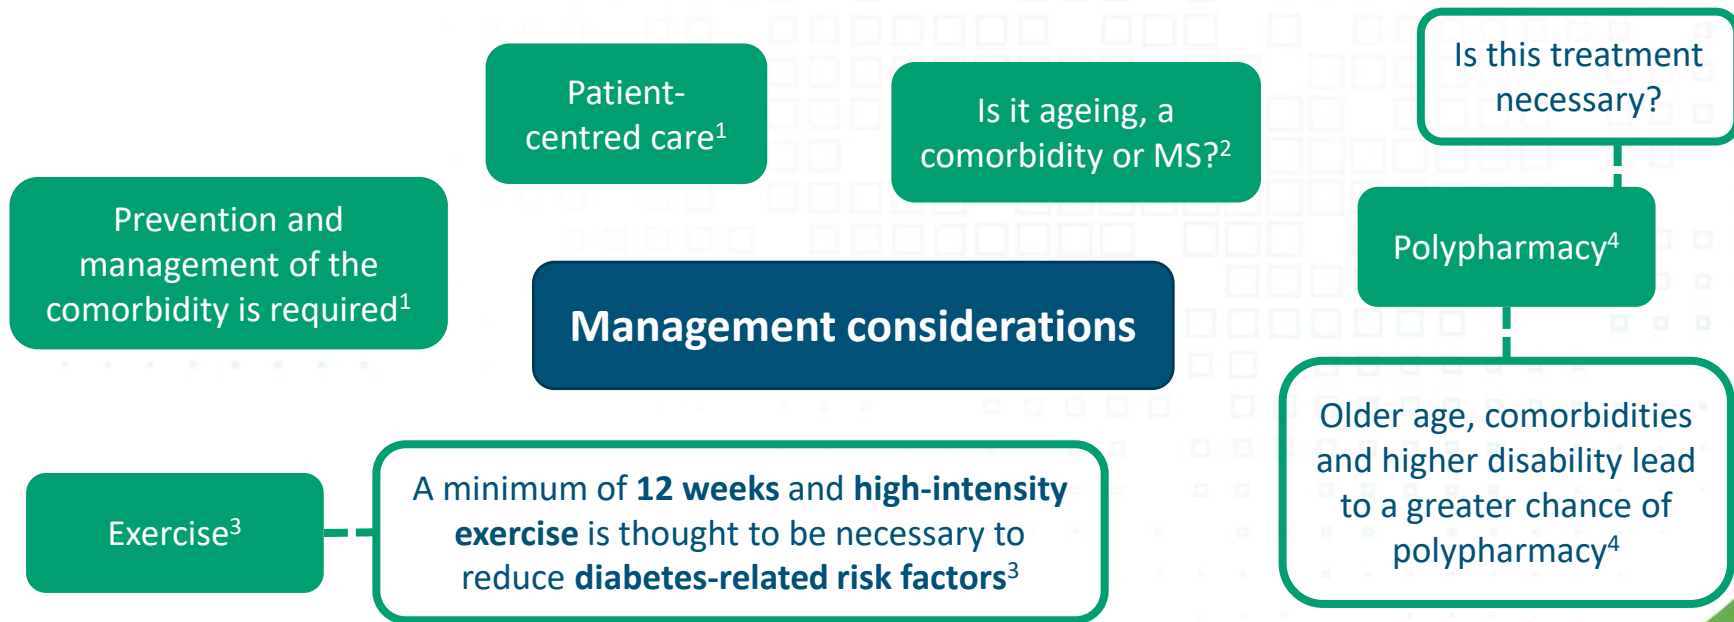 Patient-
centred care¹
Is it ageing, a
comorbidity or MS?²
Is this treatment
necessary?
Prevention and
management of the
comorbidity is required¹
Polypharmacy⁴
Management considerations
Older age, comorbidities
and higher disability lead
to a greater chance of
polypharmacy⁴
Exercise³
A minimum of 12 weeks and high-intensity
exercise is thought to be necessary to
reduce diabetes-related risk factors³